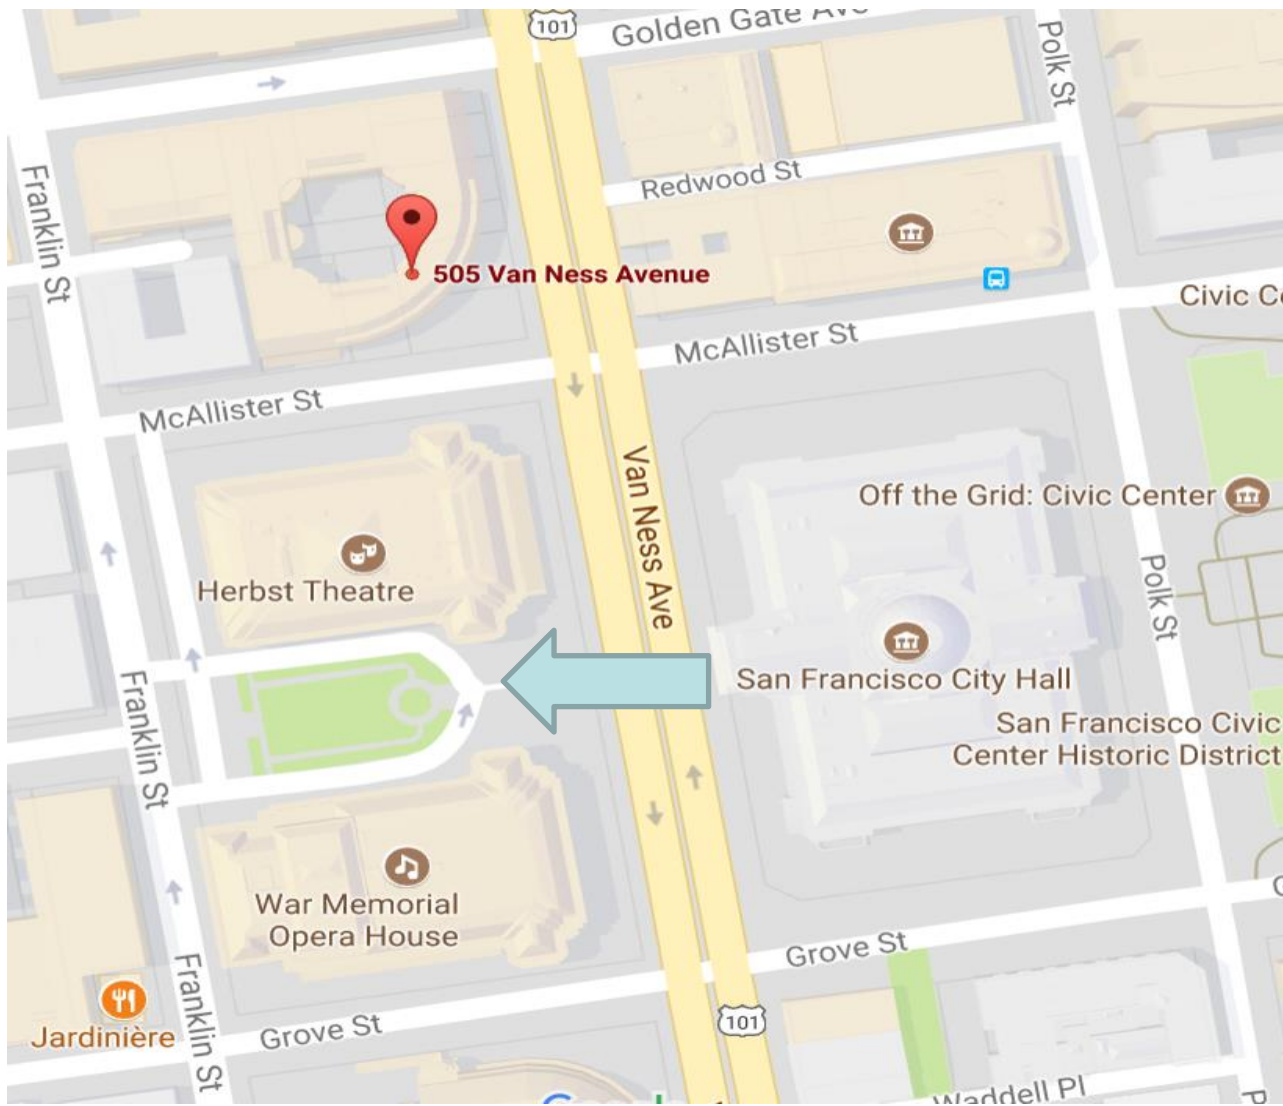 101
Golden Gate Ave
Polk St
Franklin St
Redwood St
505 Van Ness Avenue
Civic
McAllister St
McAllister St
Van Ness Ave
Off the Grid: Civic Center
Herbst Theatre
Polk St
San Francisco City Hall
Franklin St
San Francisco Civic
Center Historic District
War Memorial
Opera House
Grove St
Franklin St
Jardinière
Grove St
101
Waddell Pl